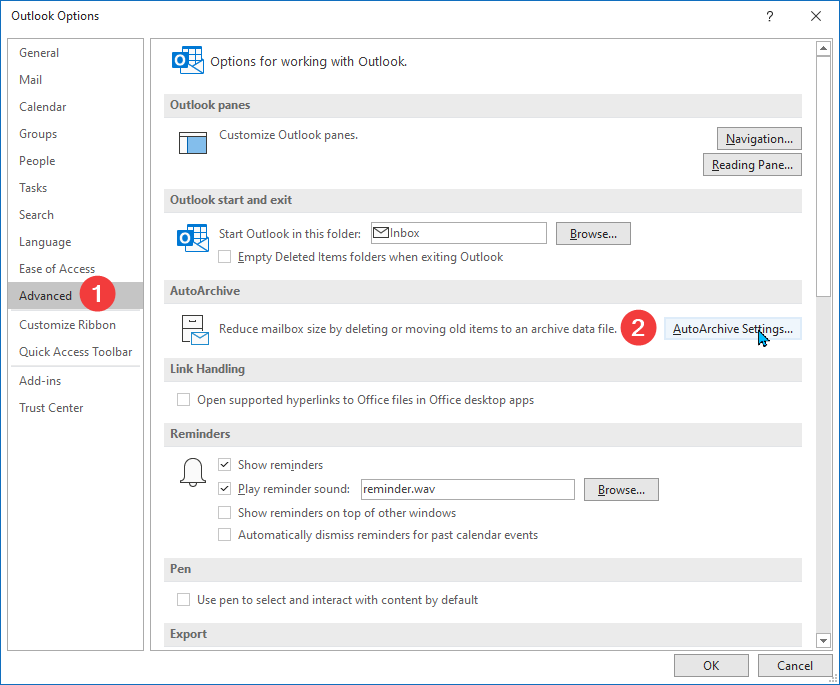 Outlook Options
?
General
Mail
Calendar
Groups
People
Tasks
Search
Language
Ease of Access
Advanced 1
Customize Ribbon
Quick Access Toolbar
Add-ins
Trust Center
Options for working with Outlook.
Outlook panes
Customize Outlook panes.
Navigation...
Reading Pane...
Outlook start and exit
Start Outlook in this folder: Inbox Browse...
Empty Deleted Items folders when exiting Outlook
AutoArchive
Reduce mailbox size by deleting or moving old items to an archive data file. 2 AutoArchive Settings...
Link Handling
Open supported hyperlinks to Office files in Office desktop apps
Reminders
Show reminders
Play reminder sound: reminder.wav Browse...
Show reminders on top of other windows
Automatically dismiss reminders for past calendar events
Pen
Use pen to select and interact with content by default
Export
OK Cancel